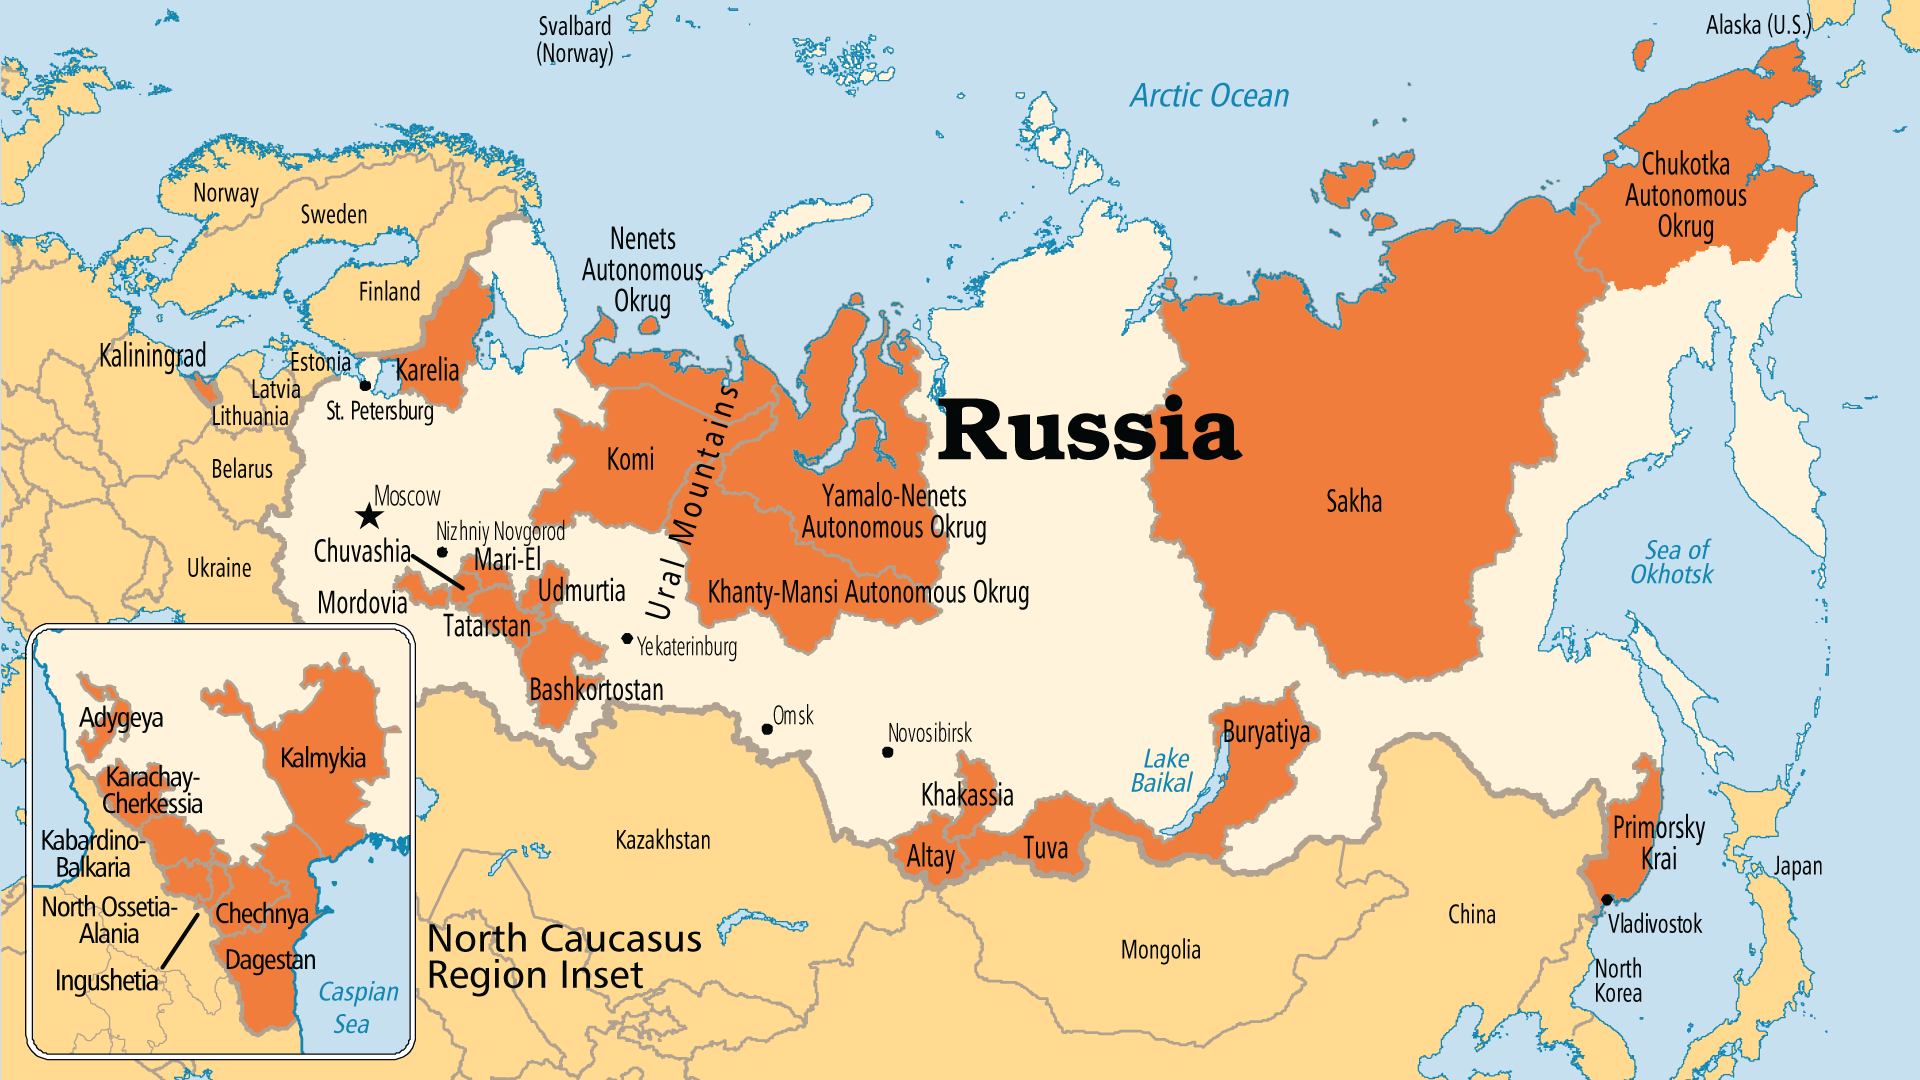 Svalbard
(Norway)
Alaska (U.S.)
Arctic Ocean
Chukotka
Autonomous
Okrug
Norway
Sweden
Nenets
Autonomous
Okrug
Finland
Kaliningrad
Estonia
Karelia
Latvia
Lithuania
St. Petersburg
Russia
Belarus
Komi
Ural Mountains
Yamalo-Nenets
Autonomous Okrug
Sakha
Moscow
Nizhniy Novgorod
Chuvashia
Mari-El
Ukraine
Udmurtia
Khanty-Mansi Autonomous Okrug
Sea of
Okhotsk
Mordovia
Tatarstan
Yekaterinburg
Bashkortostan
Omsk
Novosibirsk
Buryatiya
Lake
Baikal
Khakassia
Kazakhstan
Altay
Tuva
Primorsky
Krai
Japan
China
Vladivostok
Mongolia
North
Korea
Adygeya
Kalmykia
Karachay-
Cherkessia
Kabardino-
Balkaria
North Ossetia-
Alania
Chechnya
Ingushetia
Dagestan
Caspian
Sea
North Caucasus
Region Inset